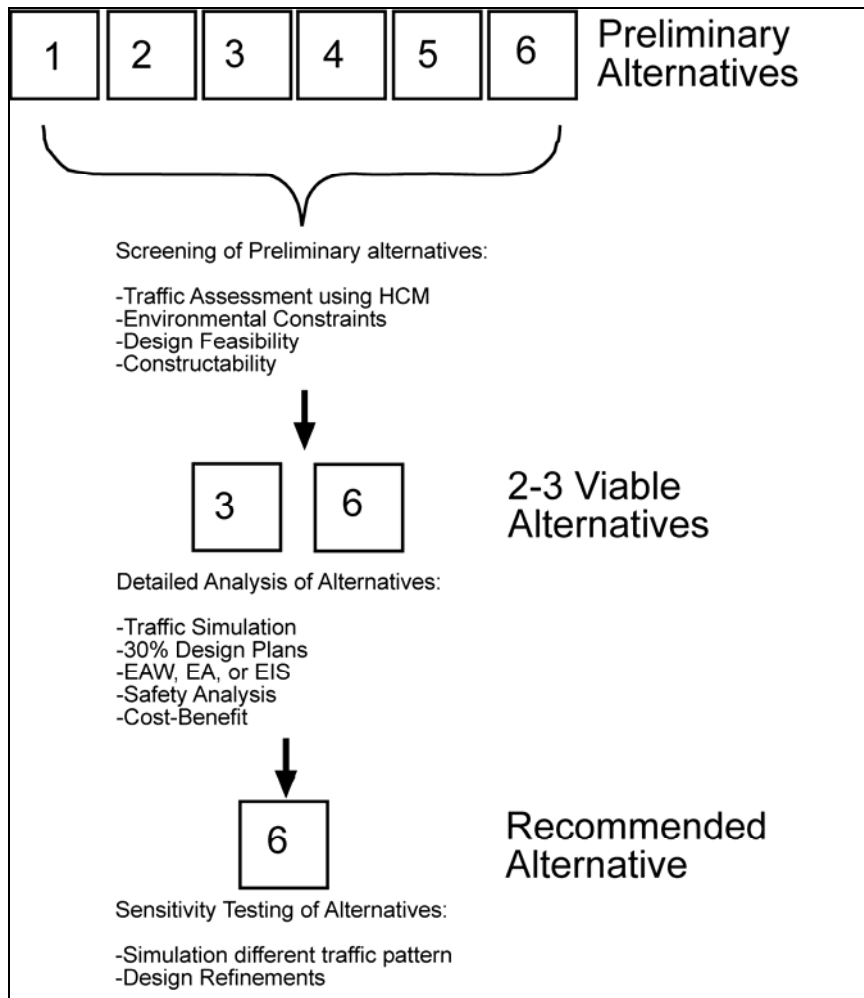 1 2 3 4 5 6
Preliminary
Alternatives
Screening of Preliminary alternatives:
-Traffic Assessment using HCM
-Environmental Constraints
-Design Feasibility
-Constructability
3 6
2-3 Viable
Alternatives
Detailed Analysis of Alternatives:
-Traffic Simulation
-30% Design Plans
-EAW, EA, or EIS
-Safety Analysis
-Cost-Benefit
6
Recommended
Alternative
Sensitivity Testing of Alternatives:
-Simulation different traffic pattern
-Design Refinements